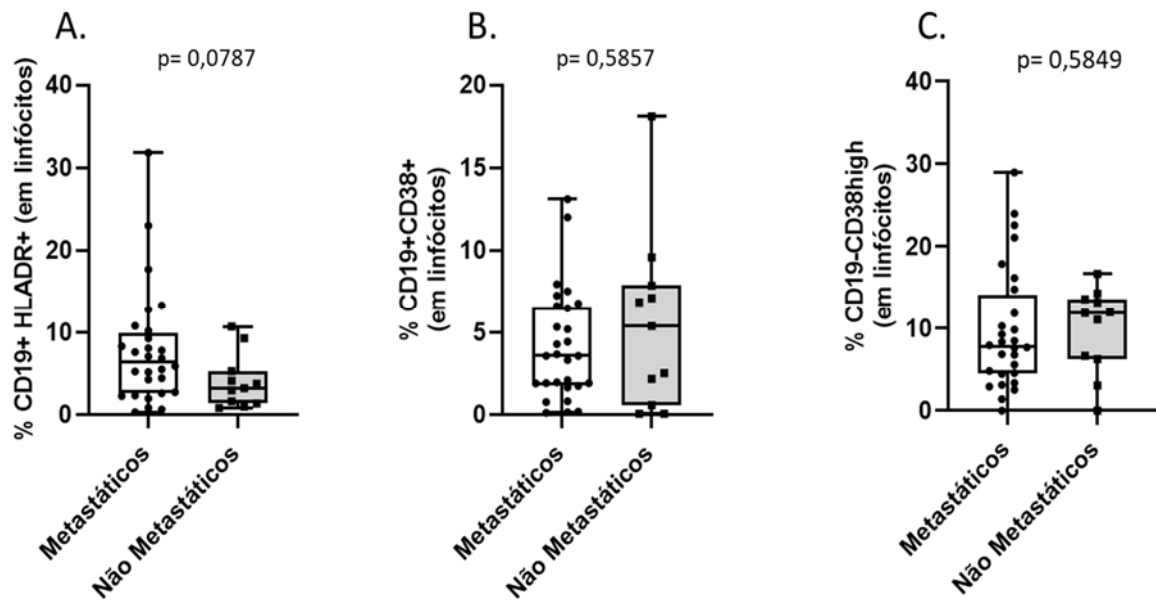 A.
p= 0,0787
% CD19+ HLADR+ (em linfócitos)
40
30
20
10
0
Metastáticos
Não Metastáticos
B.
p= 0,5857
% CD19+CD38+
(em linfócitos)
20
15
10
5
0
Metastáticos
Não Metastáticos
C.
p= 0,5849
% CD19-CD38high
(em linfócitos)
40
30
20
10
0
Metastáticos
Não Metastáticos